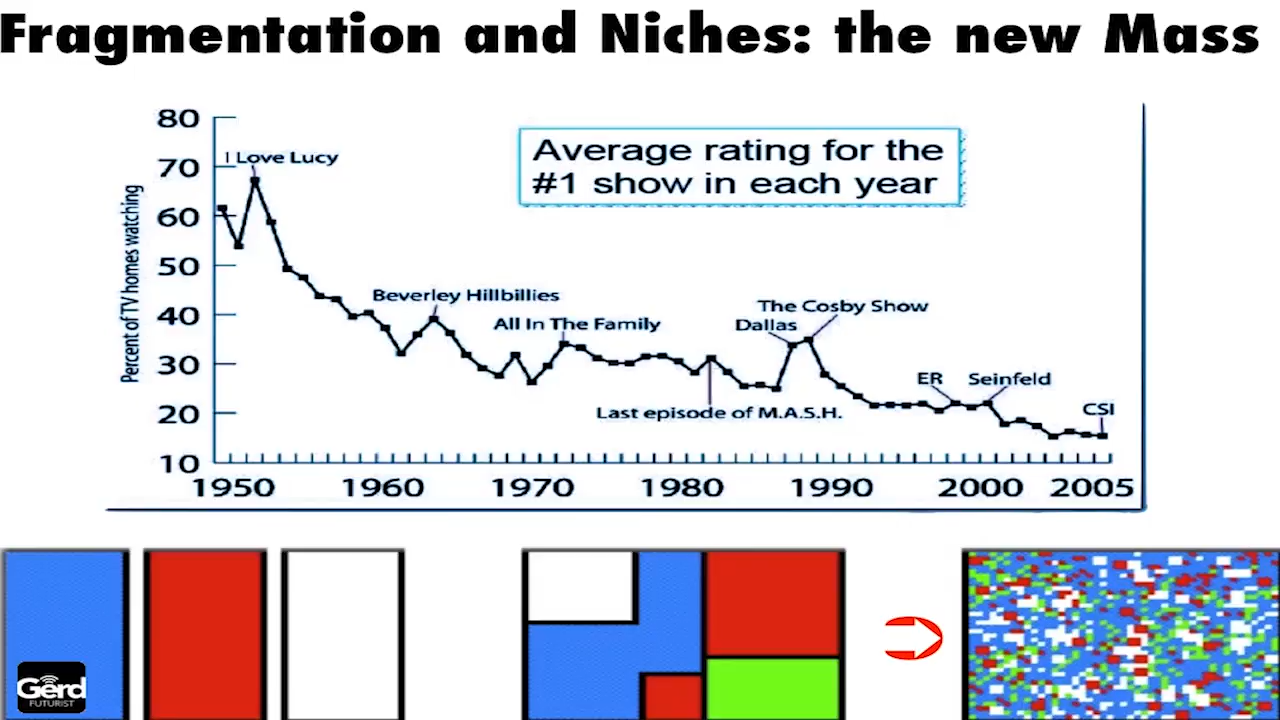 Fragmentation and Niches: the new Mass
80
70
60
50
40
30
20
10
Percent of TV homes watching
Average rating for the
#1 show in each year
I Love Lucy
Beverley Hillbillies
All In The Family
Last episode of M.A.S.H.
Dallas
The Cosby Show
ER
Seinfeld
CSI
1950 1960 1970 1980 1990 2000 2005
Gerd
FUTURIST